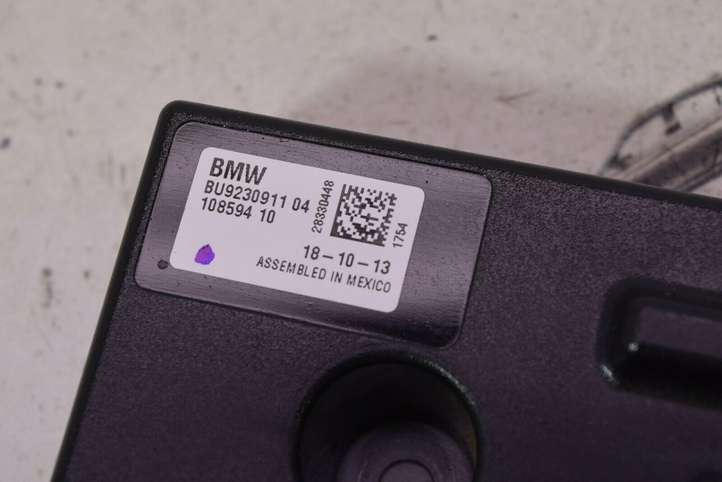 BMW
BU9230911 04
108594 10
28330448
1754
18-10-13
ASSEMBLED IN MEXICO